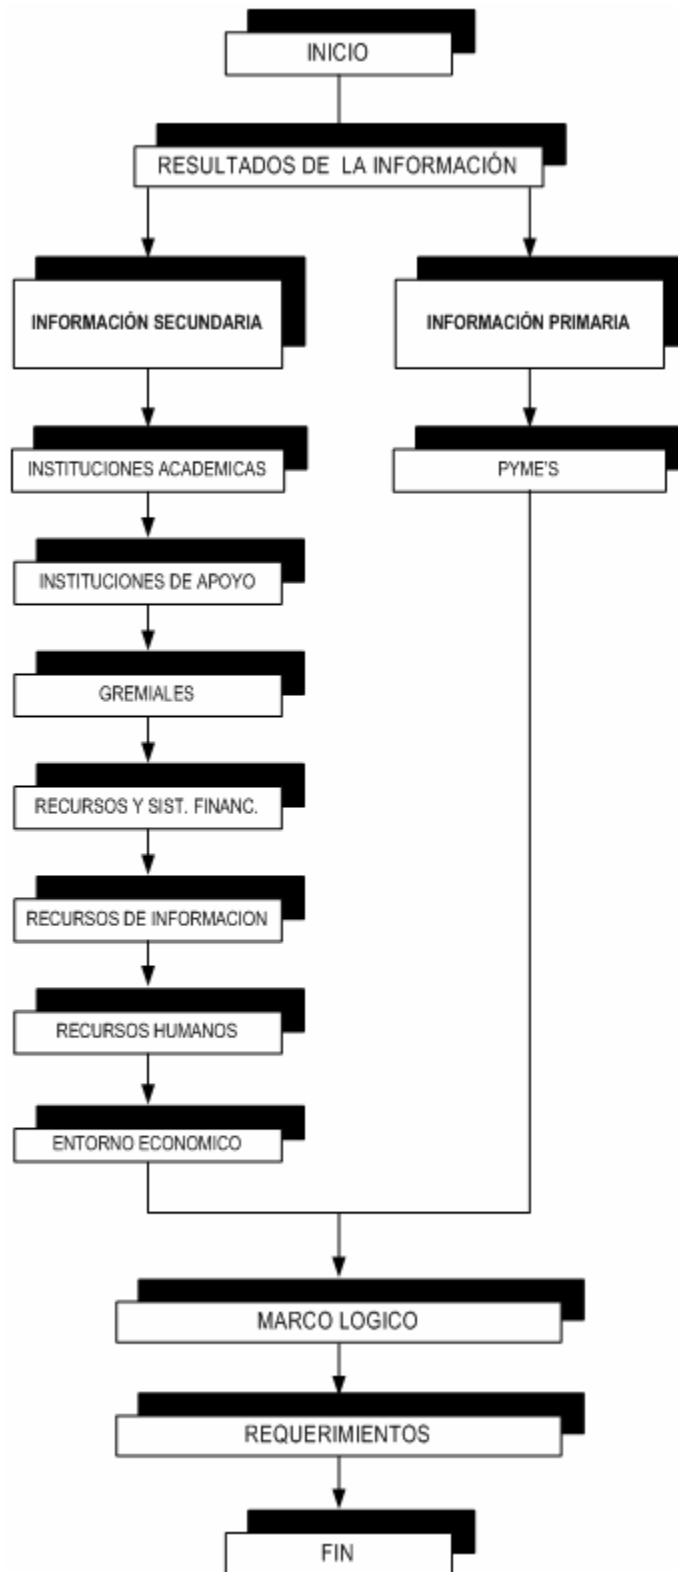 INICIO
RESULTADOS DE LA INFORMACIÓN
INFORMACIÓN SECUNDARIA
INFORMACIÓN PRIMARIA
INSTITUCIONES ACADEMICAS
PYME'S
INSTITUCIONES DE APOYO
GREMIALES
RECURSOS Y SIST. FINANC.
RECURSOS DE INFORMACION
RECURSOS HUMANOS
ENTORNO ECONOMICO
MARCO LOGICO
REQUERIMIENTOS
FIN